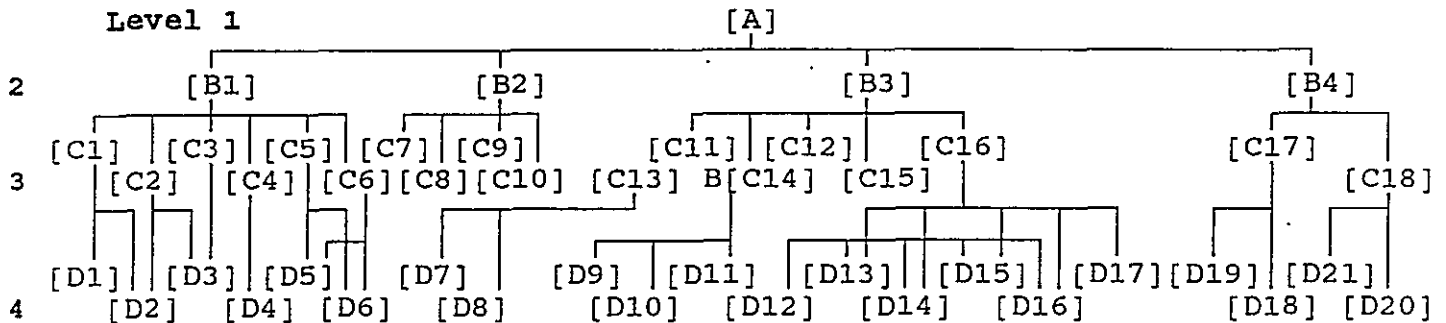 Level 1 [A]
2 [B1] [B2] [B3] [B4]
[C1] [C3] [C5] [C7] [C9] [C11] [C12] [C16] [C17]
3 [C2] [C4] [C6] [C8] [C10] [C13] B[C14] [C15] [C18]
[D1] [D3] [D5] [D7] [D9] [D11] [D13] [D15] [D17] [D19] [D21]
4 [D2] [D4] [D6] [D8] [D10] [D12] [D14] [D16] [D18] [D20]